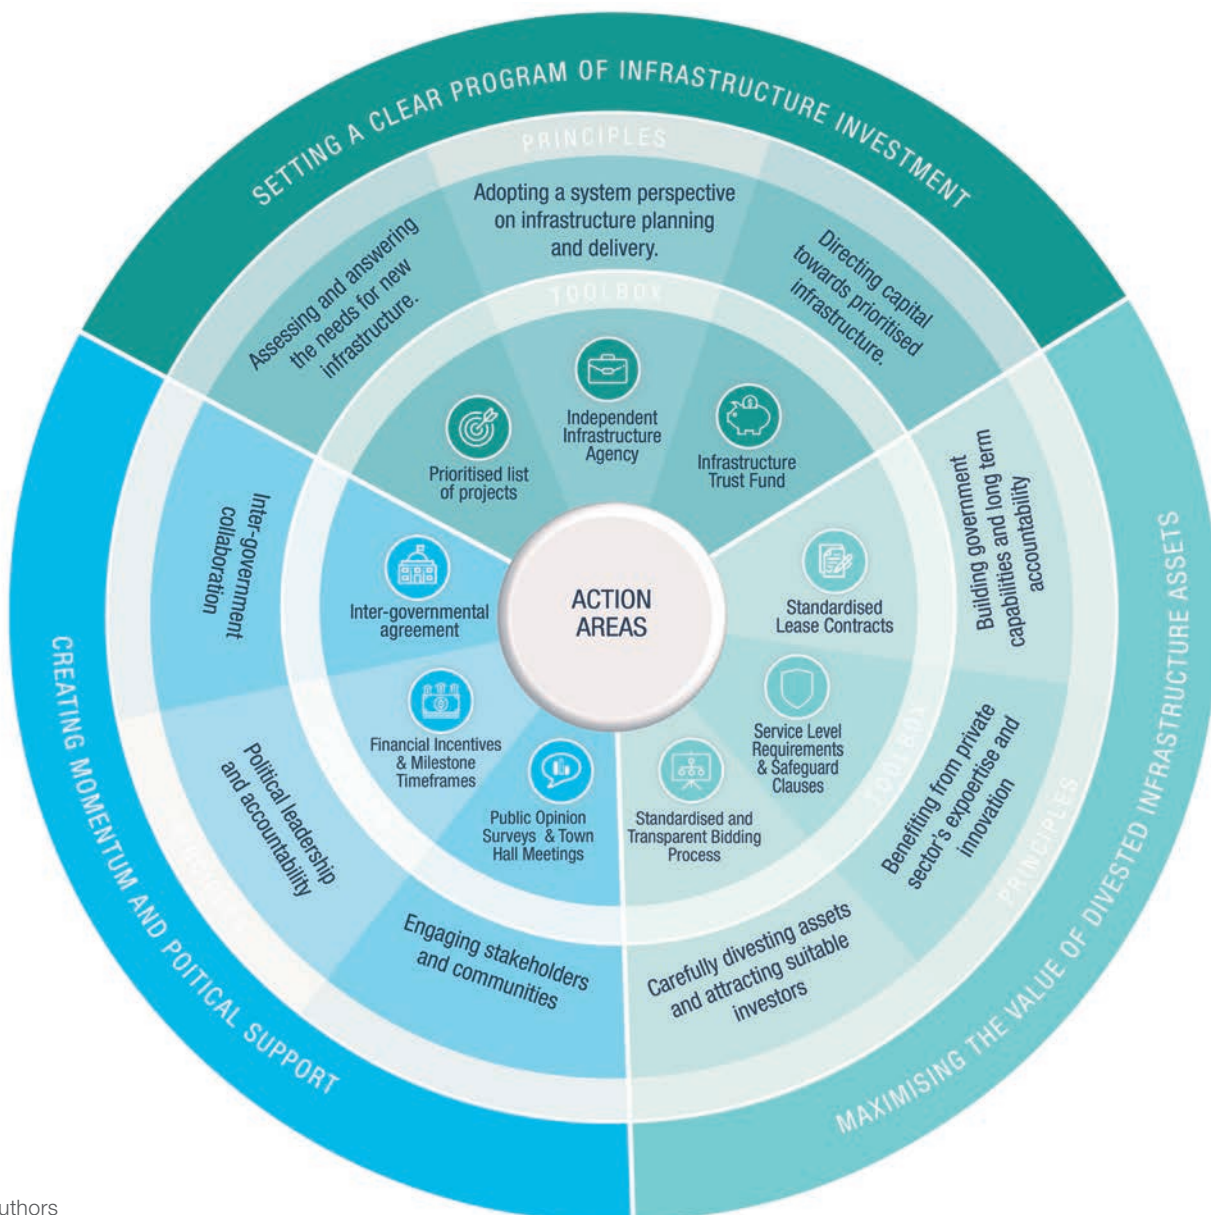 SETTING A CLEAR PROGRAM OF INFRASTRUCTURE INVESTMENT
PRINCIPLES
Assessing and answering
the needs for new
infrastructure.
Adopting a system perspective
on infrastructure planning
and delivery.
Directing capital
towards prioritised
infrastructure.
TOOLBOX
Prioritised list
of projects
Independent
Infrastructure
Agency
Infrastructure
Trust Fund
ACTION
AREAS
MAXIMISING THE VALUE OF DIVESTED INFRASTRUCTURE ASSETS
PRINCIPLES
Building government
capabilities and long term
accountability
Benefiting from private
sector's expoertise and
innovation
Carefully divesting assets
and attracting suitable
investors
TOOLBOX
Standardised
Lease Contracts
Service Level
Requirements
& Safeguard
Clauses
Standardised and
Transparent Bidding
Process
CREATING MOMENTUM AND POITICAL SUPPORT
Inter-government
collaboration
Political leadership
and accountability
Engaging stakeholders
and communities
Inter-governmental
agreement
Financial Incentives
& Milestone
Timeframes
Public Opinion
Surveys & Town
Hall Meetings